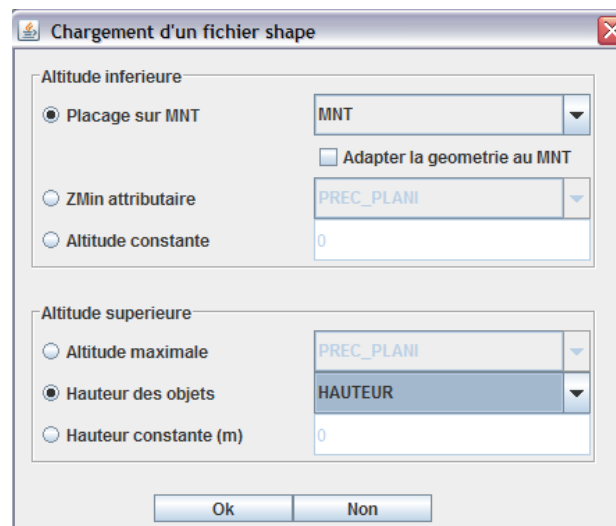 Chargement d'un fichier shape
Altitude inferieure
Placage sur MNT
MNT
Adapter la geometrie au MNT
ZMin attributaire
PREC_PLANI
Altitude constante
0
Altitude superieure
Altitude maximale
PREC_PLANI
Hauteur des objets
HAUTEUR
Hauteur constante (m)
0
Ok
Non